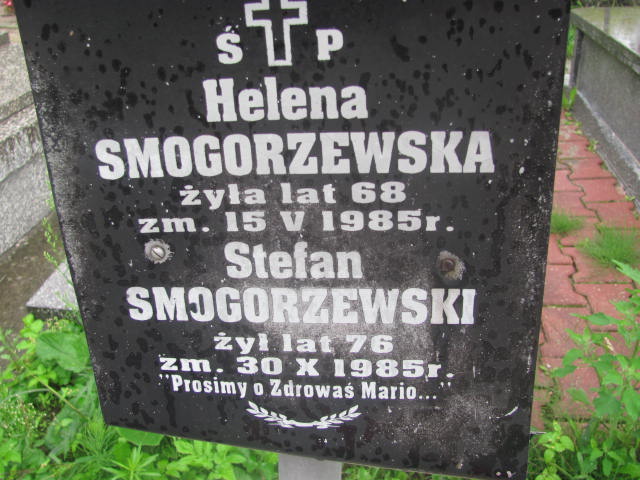 Ś P
Helena
SMOGORZEWSKA
żyła lat 68
zm. 15 V 1985r.
Stefan
SMOGORZEWSKI
żył lat 76
zm. 30 X 1985r.
"Prosimy o Zdrowaś Mario..."